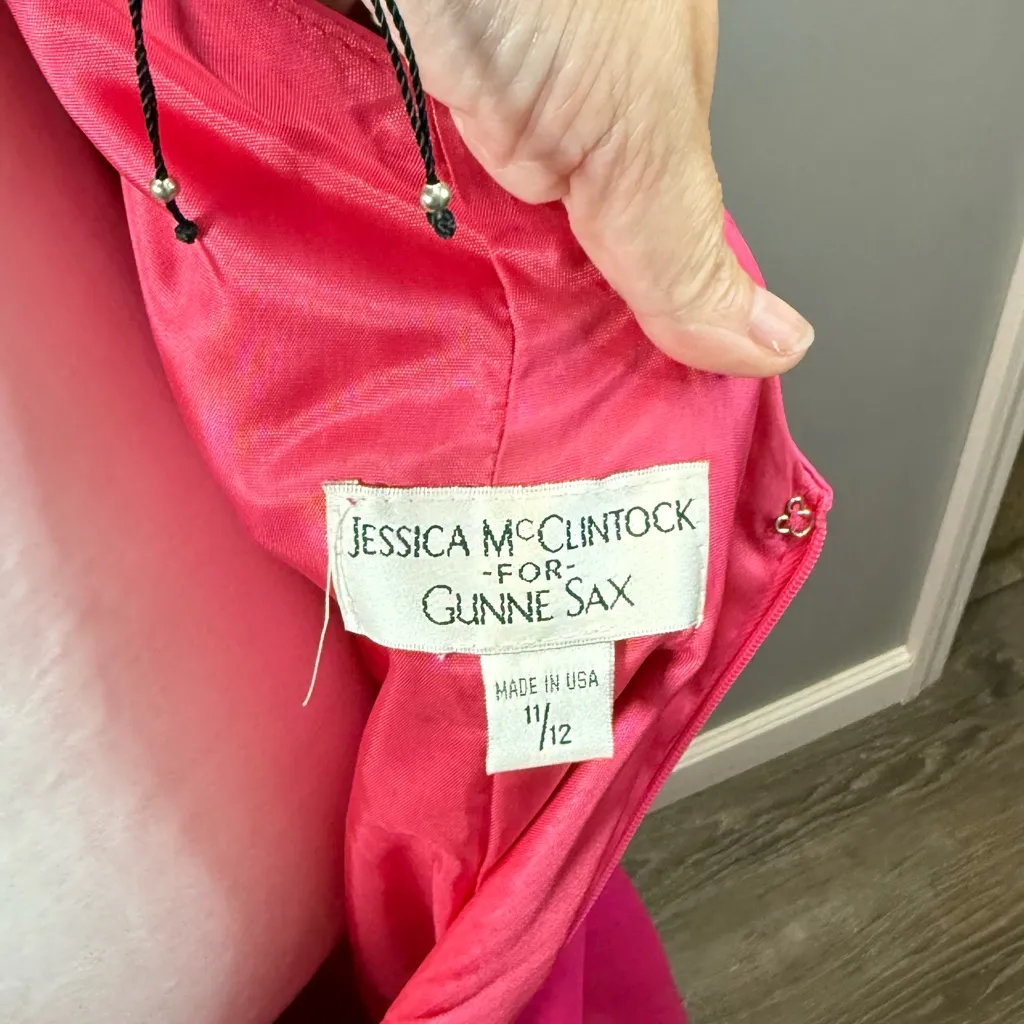 JESSICA McCLINTOCK
-FOR-
GUNNE SAX
MADE IN USA
11/12